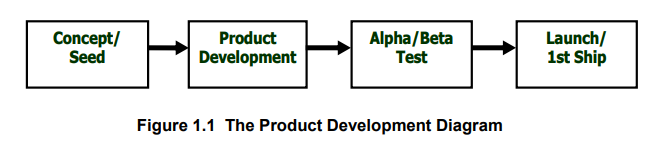 Concept/
Seed
Product
Development
Alpha/Beta
Test
Launch/
1st Ship
Figure 1.1 The Product Development Diagram